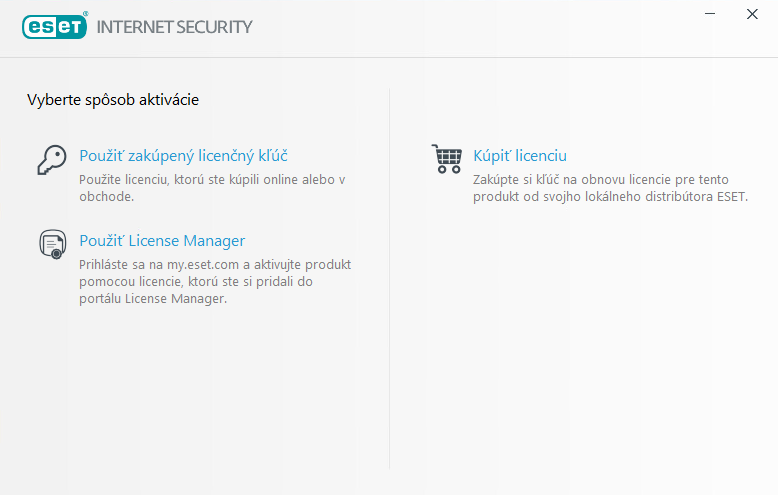 eset® INTERNET SECURITY
Vyberte spôsob aktivácie
Použiť zakúpený licenčný kľúč
Použite licenciu, ktorú ste kúpili online alebo v
obchode.
Použiť License Manager
Prihláste sa na my.eset.com a aktivujte produkt
pomocou licencie, ktorú ste si pridali do
portálu License Manager.
Kúpiť licenciu
Zakúpte si kľúč na obnovu licencie pre tento
produkt od svojho lokálneho distribútora ESET.